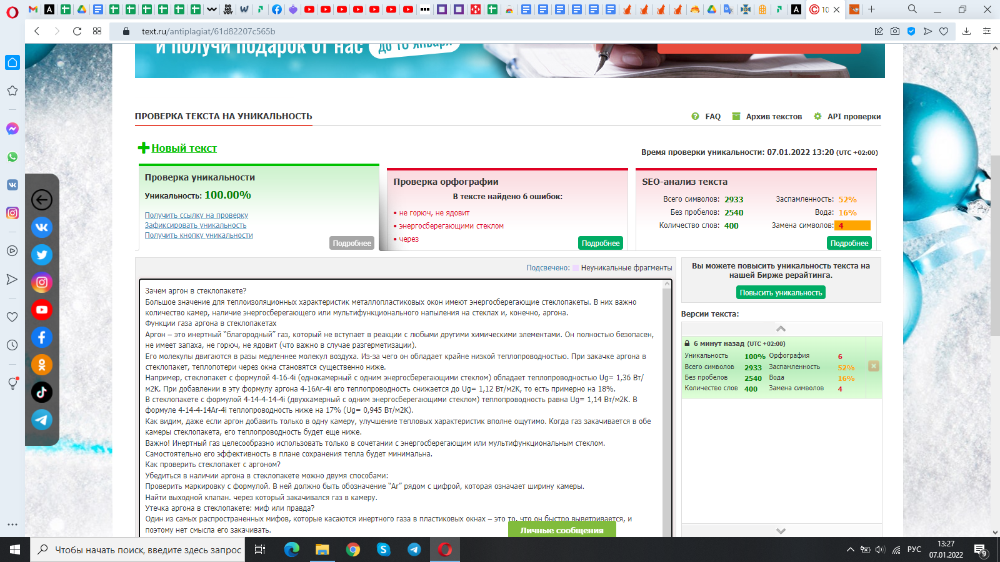 text.ru/antiplagiat/61d82207c565b
и получи подарок от нас до 10 января
ПРОВЕРКА ТЕКСТА НА УНИКАЛЬНОСТЬ
FAQ Архив текстов API проверки
Новый текст
Время проверки уникальности: 07.01.2022 13:20 (UTC +02:00)
Проверка уникальности
Уникальность: 100.00%
Получить ссылку на проверку
Зафиксировать уникальность
Получить кнопку уникальности
Подробнее
Проверка орфографии
В тексте найдено 6 ошибок:
• не горюч, не ядовит
• энергосберегающими стеклом
• через
Подробнее
SEO-анализ текста
Всего символов: 2933 Заспамленность: 52%
Без пробелов: 2540 Вода: 16%
Количество слов: 400 Замена символов: 4
Подробнее
Подсвечено: Неуникальные фрагменты
Зачем аргон в стеклопакете?
Большое значение для теплоизоляционных характеристик металлопластиковых окон имеют энергосберегающие стеклопакеты. В них важно
количество камер, наличие энергосберегающего или мультифункционального напыления на стеклах и, конечно, аргона.
Функции газа аргона в стеклопакетах
Аргон – это инертный “благородный” газ, который не вступает в реакции с любыми другими химическими элементами. Он полностью безопасен,
не имеет запаха, не горюч, не ядовит (что важно в случае разгерметизации).
Его молекулы двигаются в разы медленнее молекул воздуха. Из-за чего он обладает крайне низкой теплопроводностью. При закачке аргона в
стеклопакет, теплопотери через окна становятся существенно ниже.
Например, стеклопакет с формулой 4-16-4i (однокамерный с одним энергосберегающими стеклом) обладает теплопроводностью Ug= 1,36 Вт/
м2К. При добавлении в эту формулу аргона 4-16Ar-4i его теплопроводность снижается до Ug= 1,12 Вт/м2К, то есть примерно на 18%.
В стеклопакете с формулой 4-14-4-14-4i (двухкамерный с одним энергосберегающими стеклом) теплопроводность равна Ug= 1,14 Вт/м2К. В
формуле 4-14-4-14Ar-4i теплопроводность ниже на 17% (Ug= 0,945 Вт/м2К).
Как видим, даже если аргон добавить только в одну камеру, улучшение тепловых характеристик вполне ощутимо. Когда газ закачивается в обе
камеры стеклопакета, его теплопроводность будет еще ниже.
Важно! Инертный газ целесообразно использовать только в сочетании с энергосберегающим или мультифункциональным стеклом.
Самостоятельно его эффективность в плане сохранения тепла будет минимальна.
Как проверить стеклопакет с аргоном?
Убедиться в наличии аргона в стеклопакете можно двумя способами:
Проверить маркировку с формулой. В ней должно быть обозначение “Ar” рядом с цифрой, которая означает ширину камеры.
Найти выходной клапан. через который закачивался газ в камеру.
Утечка аргона в стеклопакете: миф или правда?
Один из самых распространенных мифов, которые касаются инертного газа в пластиковых окнах – это то, что он быстро выветривается, и
поэтому нет смысла его закачивать.
Вы можете повысить уникальность текста на
нашей Бирже рерайтинга.
Повысить уникальность
Версии текста:
6 минут назад (UTC +02:00)
Уникальность 100% Орфография 6
Всего символов 2933 Заспамленность 52%
Без пробелов 2540 Вода 16%
Количество слов 400 Замена символов 4
Личные сообщения
Чтобы начать поиск, введите здесь запрос
РУС
13:27
07.01.2022
9